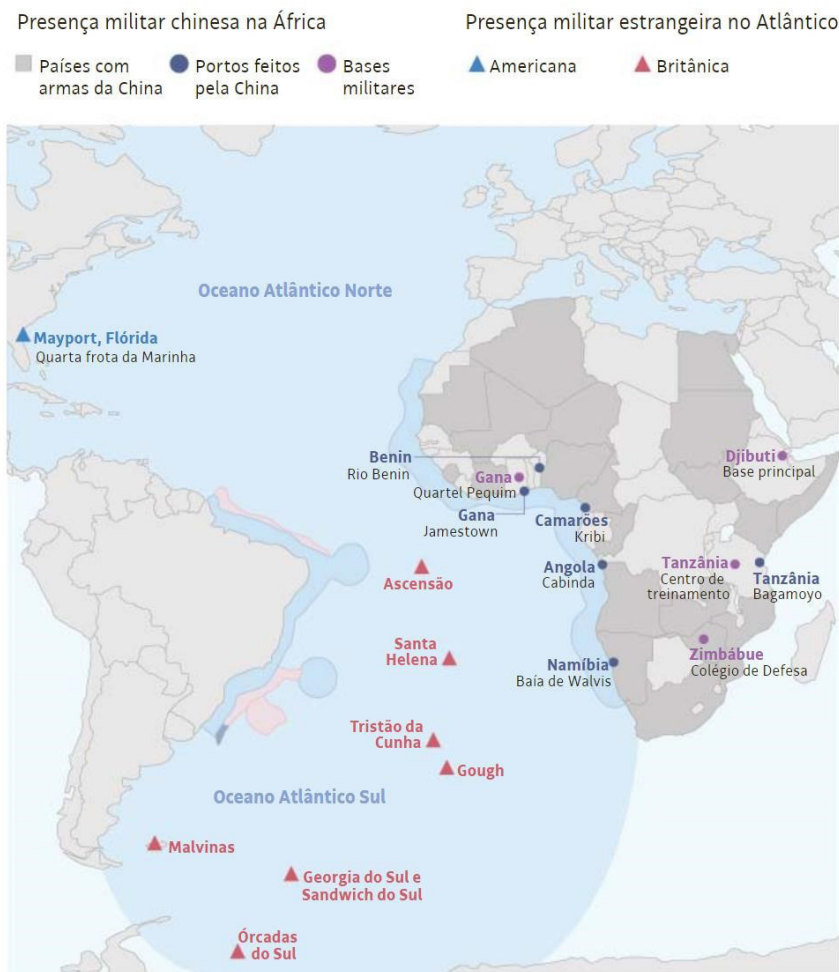 Presença militar chinesa na África
Países com
armas da China
Portos feitos
pela China
Bases
militares
Presença militar estrangeira no Atlântico
Americana
Britânica
Oceano Atlântico Norte
Mayport, Flórida
Quarta frota da Marinha
Benin
Rio Benin
Gana
Quartel Pequim
Gana
Jamestown
Camarões
Kribi
Djibuti
Base principal
Angola
Cabinda
Tanzânia
Centro de
treinamento
Tanzânia
Bagamoyo
Ascensão
Santa
Helena
Namíbia
Baía de Walvis
Zimbábue
Colégio de Defesa
Tristão da
Cunha
Gough
Oceano Atlântico Sul
Malvinas
Georgia do Sul e
Sandwich do Sul
Órcadas
do Sul